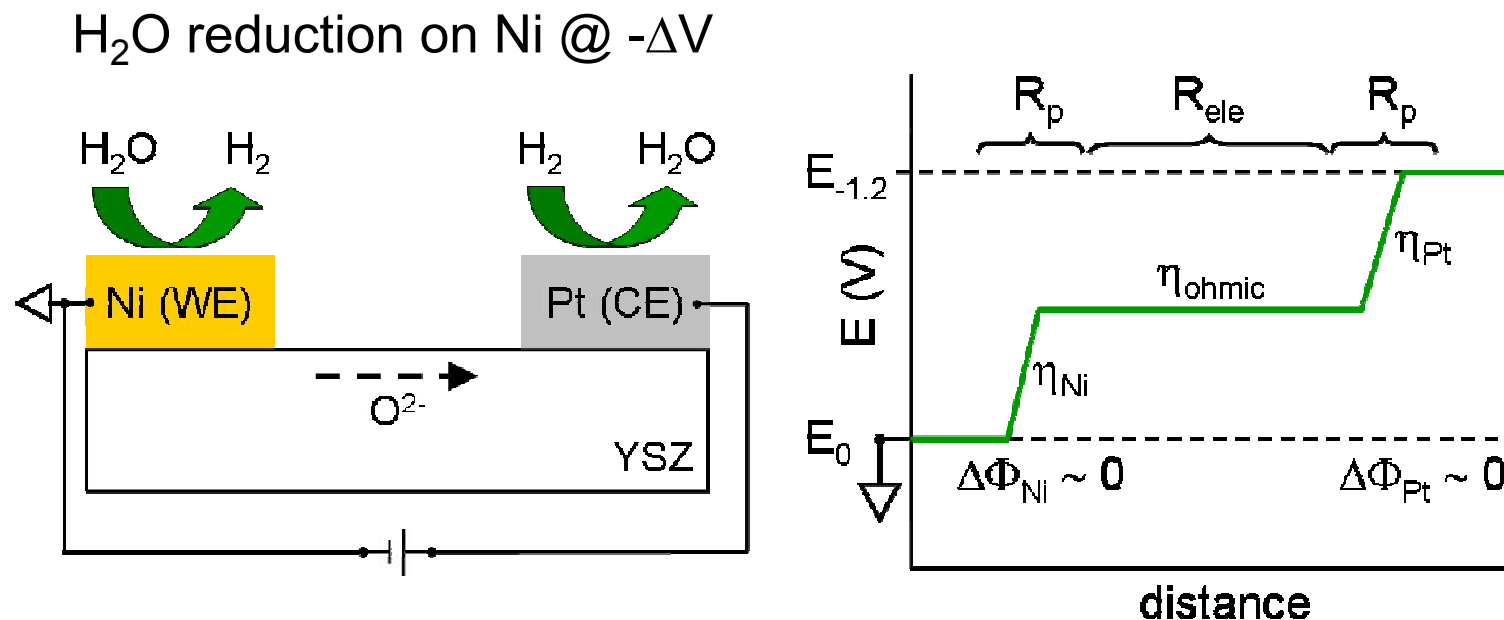 H₂O reduction on Ni @ -ΔV
H₂O H₂ H₂ H₂O
Ni (WE) Pt (CE)
O²⁻
YSZ
Rₚ Rₑₗₑ Rₚ
E₋₁.₂
ηPt
ηohmic
E (V)
ηNi
E₀
ΔΦNi ~ 0 ΔΦPt ~ 0
distance